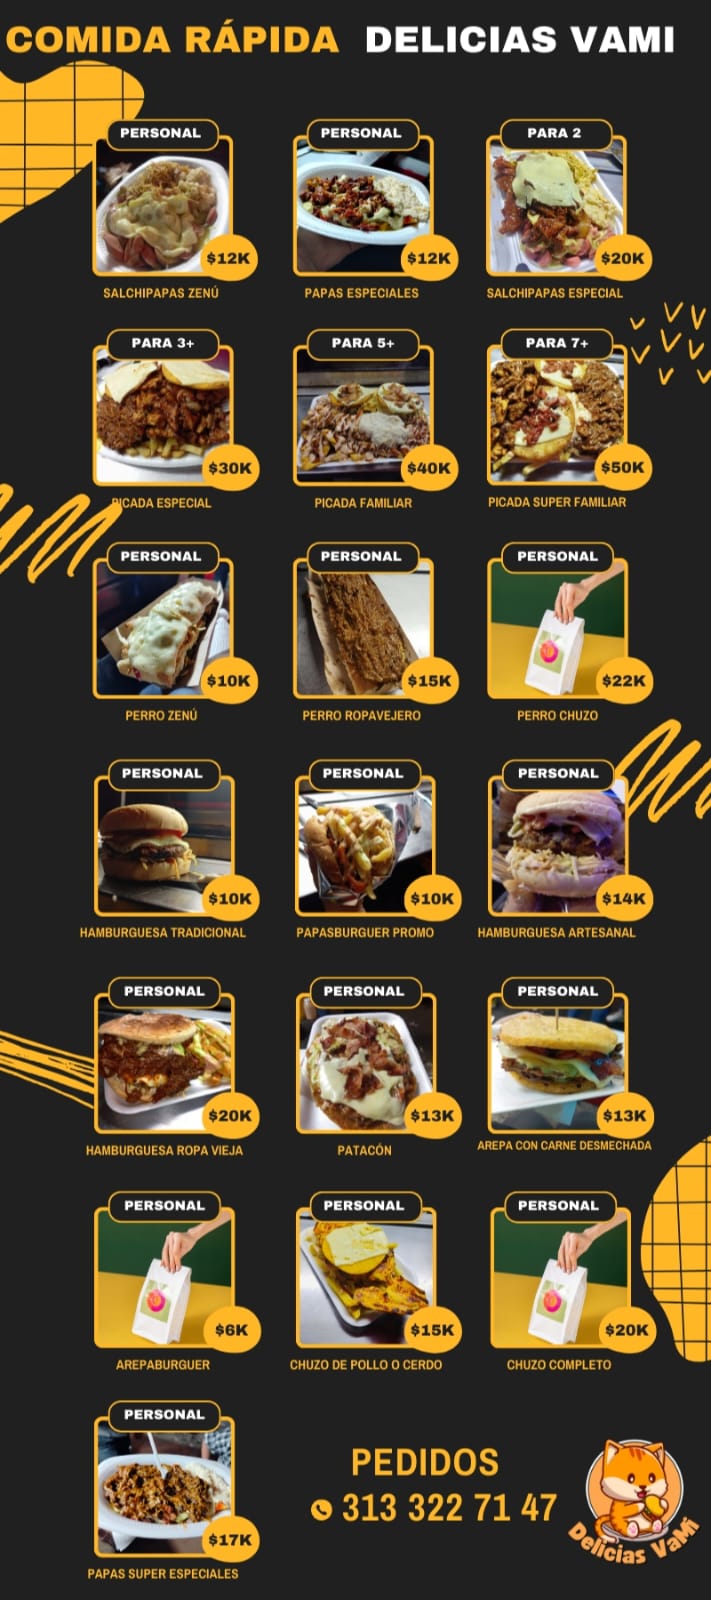 COMIDA RÁPIDA DELICIAS VAMI
PERSONAL
$12K
SALCHIPAPAS ZENÚ
PERSONAL
$12K
PAPAS ESPECIALES
PARA 2
$20K
SALCHIPAPAS ESPECIAL
PARA 3+
$30K
PICADA ESPECIAL
PARA 5+
$40K
PICADA FAMILIAR
PARA 7+
$50K
PICADA SUPER FAMILIAR
PERSONAL
$10K
PERRO ZENÚ
PERSONAL
$15K
PERRO ROPAVEJERO
PERSONAL
$22K
PERRO CHUZO
PERSONAL
$10K
HAMBURGUESA TRADICIONAL
PERSONAL
$10K
PAPASBURGUER PROMO
PERSONAL
$14K
HAMBURGUESA ARTESANAL
PERSONAL
$20K
HAMBURGUESA ROPA VIEJA
PERSONAL
$13K
PATACÓN
PERSONAL
$13K
AREPA CON CARNE DESMECHADA
PERSONAL
$6K
AREPABURGUER
PERSONAL
$15K
CHUZO DE POLLO O CERDO
PERSONAL
$20K
CHUZO COMPLETO
PERSONAL
$17K
PAPAS SUPER ESPECIALES
PEDIDOS
313 322 71 47
Delicias VaMi